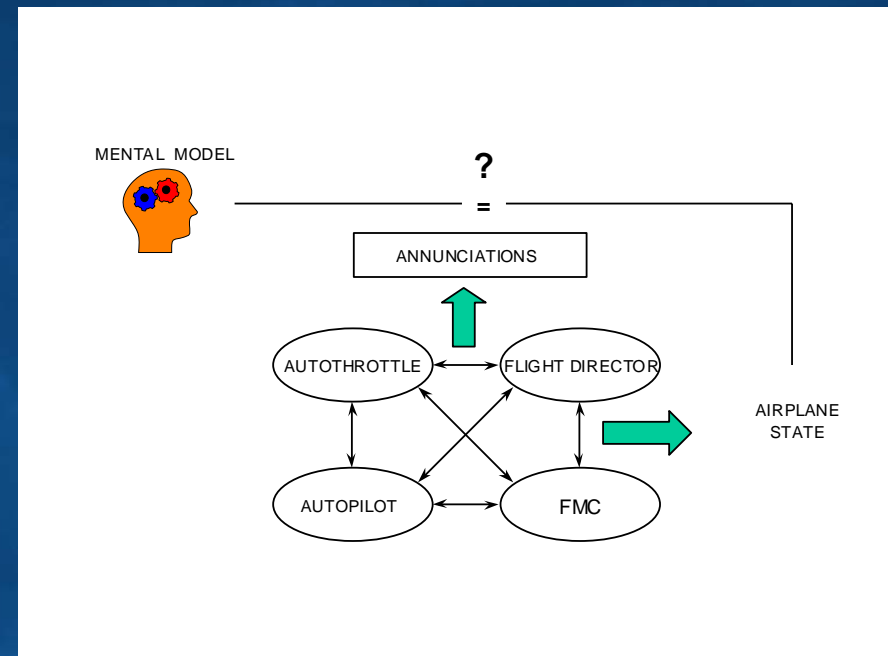 MENTAL MODEL
?
=
ANNUNCIATIONS
AUTOTHROTTLE
FLIGHT DIRECTOR
AIRPLANE
STATE
AUTOPILOT
FMC